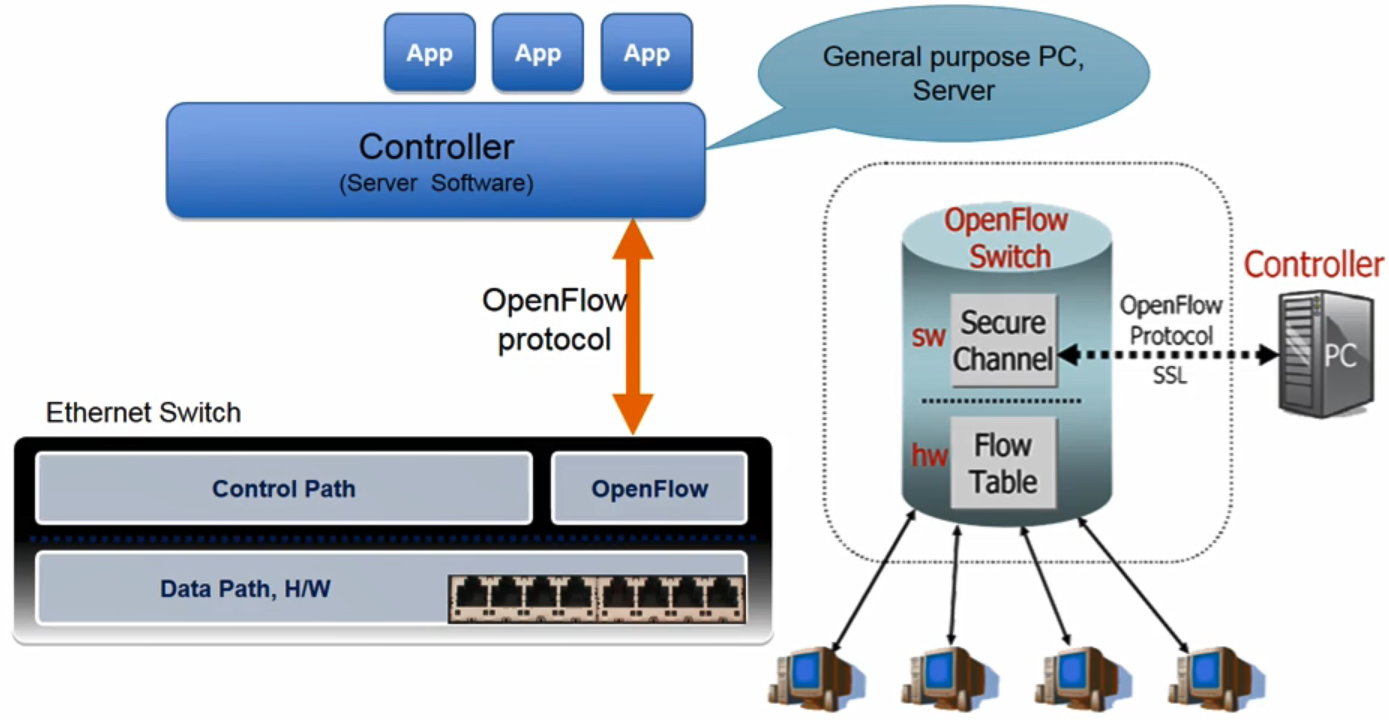 App
App
App
General purpose PC,
Server
Controller
(Server Software)
OpenFlow
protocol
Ethernet Switch
Control Path
OpenFlow
Data Path, H/W
OpenFlow
Switch
sw
Secure
Channel
hw
Flow
Table
OpenFlow
Protocol
SSL
Controller
PC